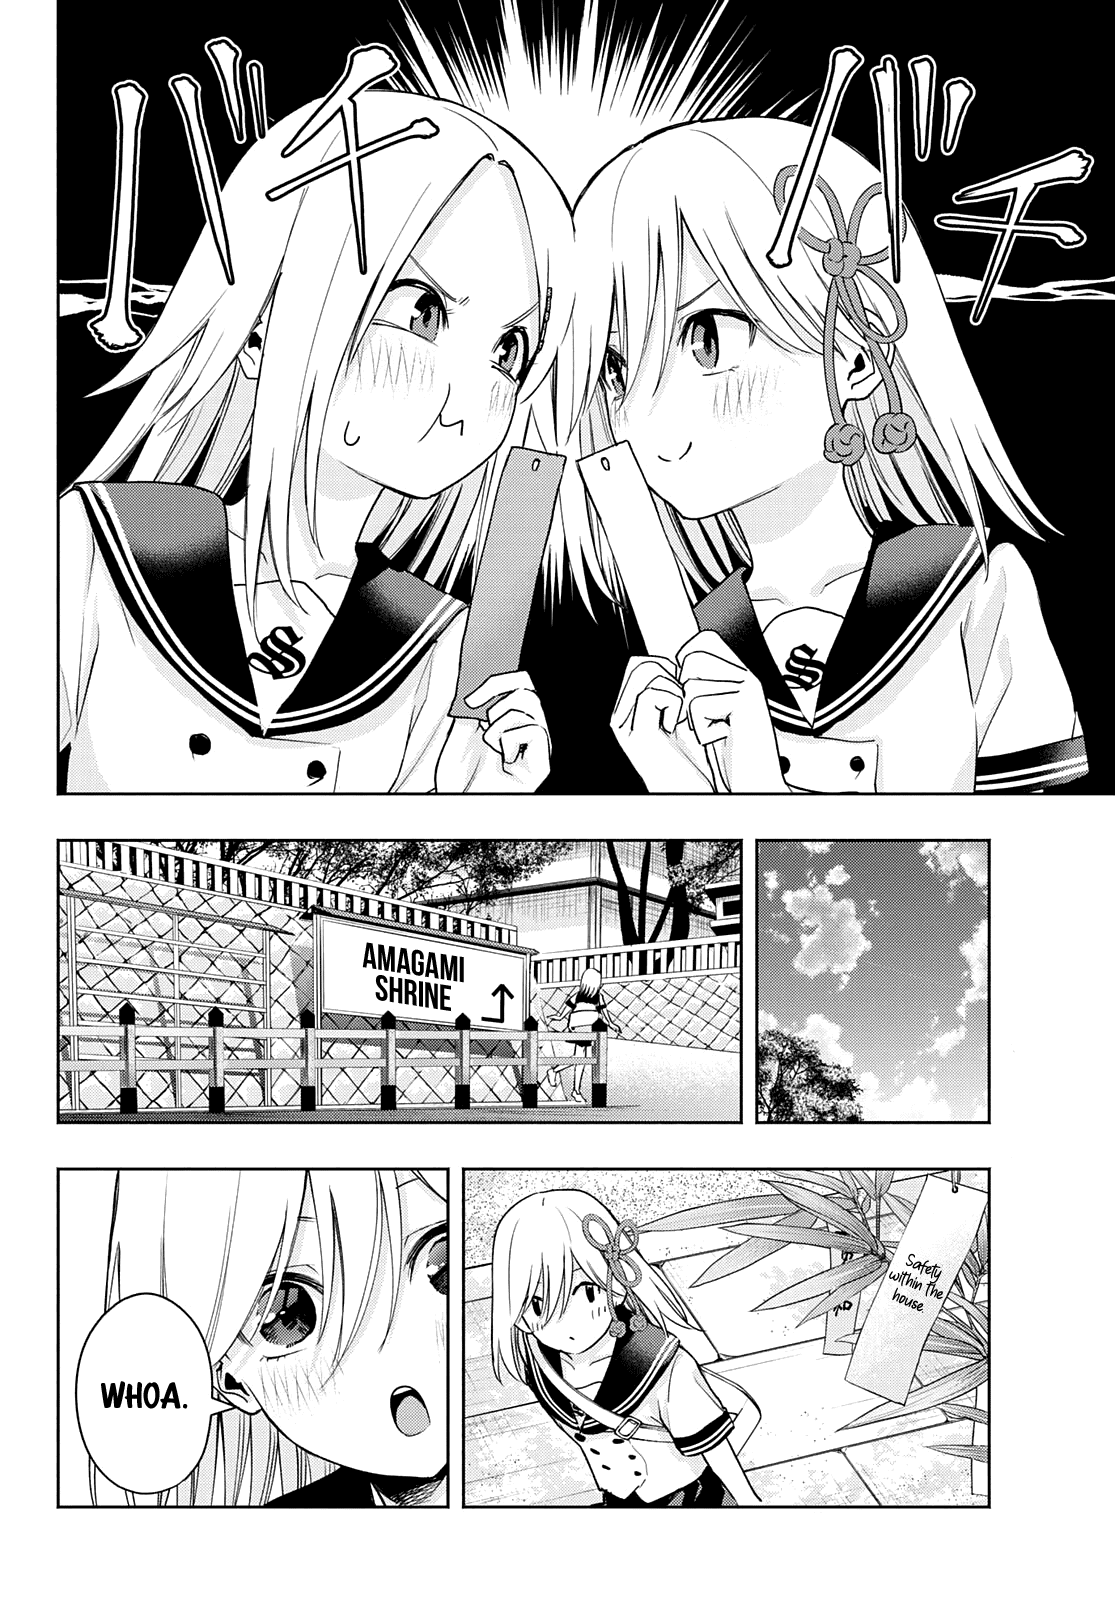 バチ
バチ
S
S
AMAGAMI
SHRINE
Safety
within the
house.
WHOA.